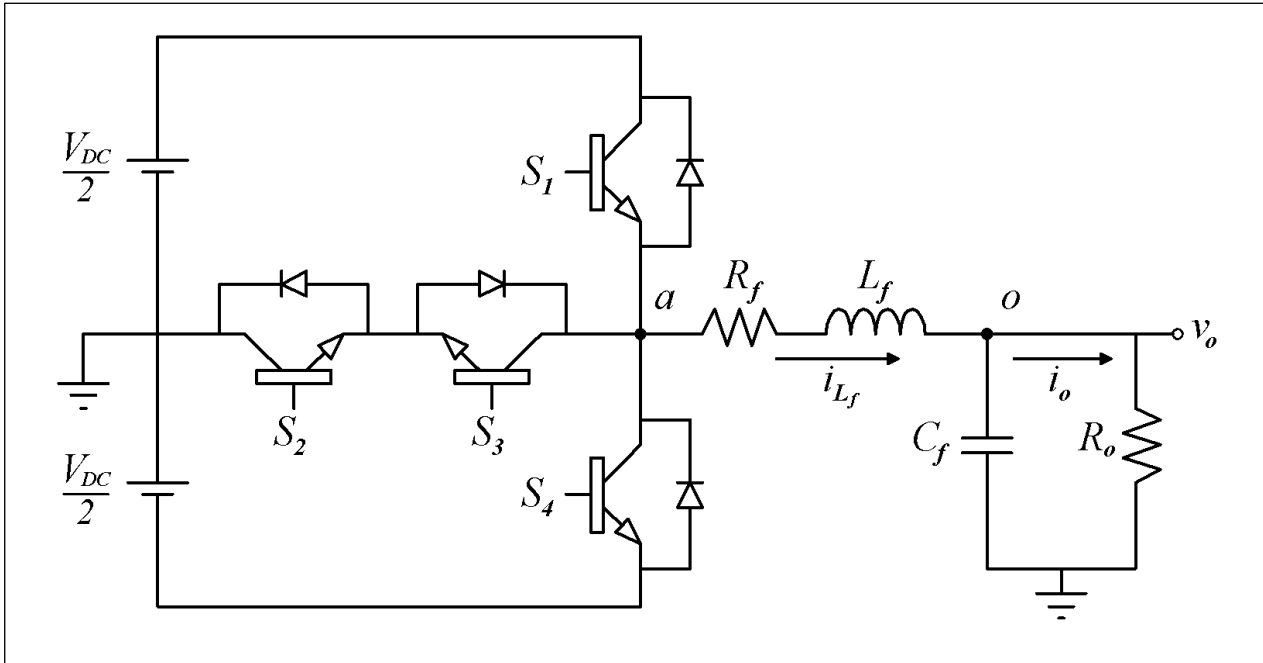 V_DC
2
S_1
R_f
L_f
a
o
v_o
i_Lf
i_o
S_2
S_3
C_f
R_o
V_DC
2
S_4